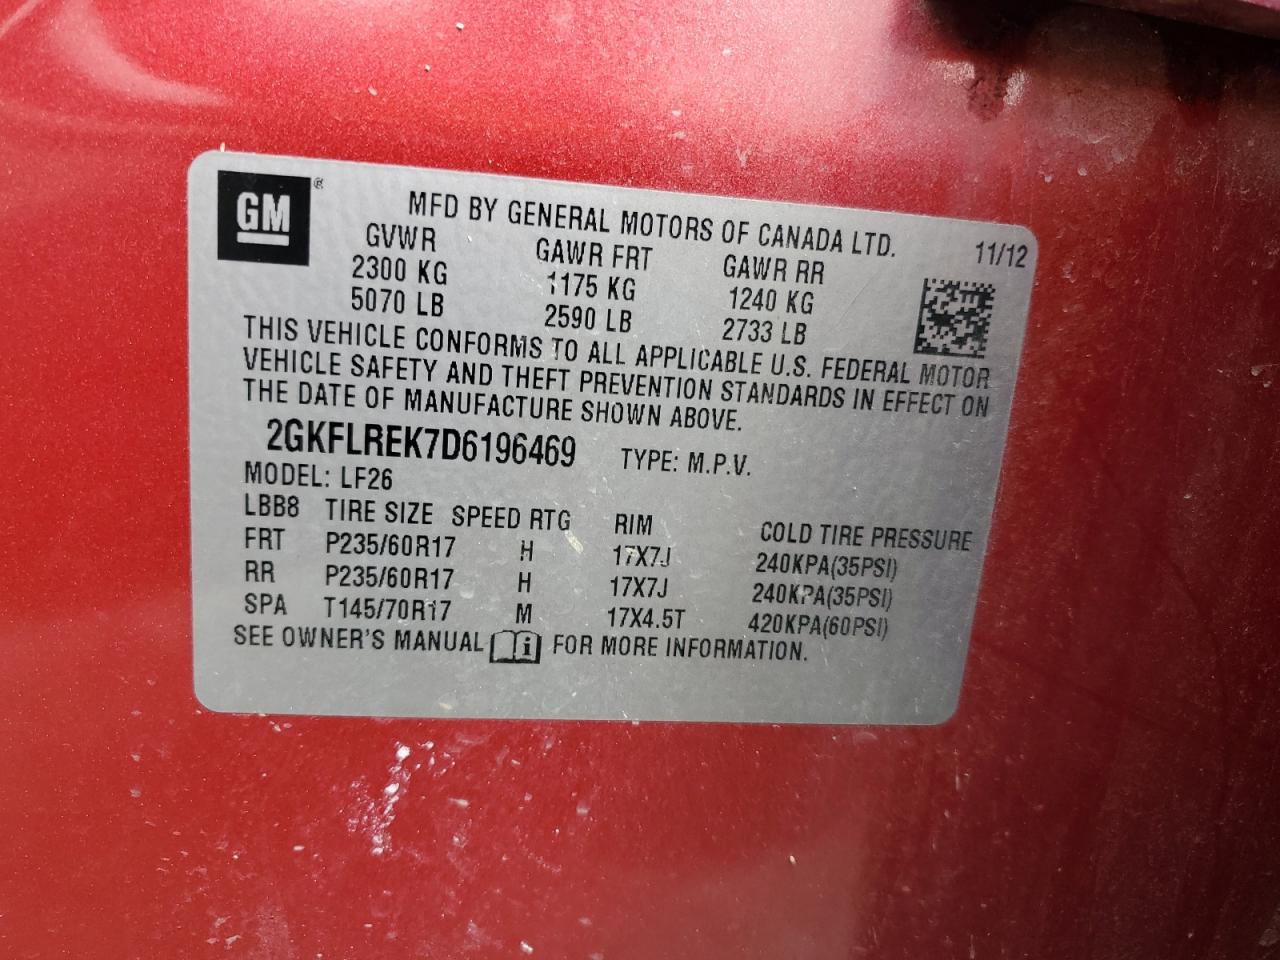 GM ®
MFD BY GENERAL MOTORS OF CANADA LTD.
11/12
GVWR GAWR FRT GAWR RR
2300 KG 1175 KG 1240 KG
5070 LB 2590 LB 2733 LB
THIS VEHICLE CONFORMS TO ALL APPLICABLE U.S. FEDERAL MOTOR
VEHICLE SAFETY AND THEFT PREVENTION STANDARDS IN EFFECT ON
THE DATE OF MANUFACTURE SHOWN ABOVE.
2GKFLREK7D6196469 TYPE: M.P.V.
MODEL: LF26
LBB8 TIRE SIZE SPEED RTG RIM COLD TIRE PRESSURE
FRT P235/60R17 H 17X7J 240KPA(35PSI)
RR P235/60R17 H 17X7J 240KPA(35PSI)
SPA T145/70R17 M 17X4.5T 420KPA(60PSI)
SEE OWNER'S MANUAL i FOR MORE INFORMATION.